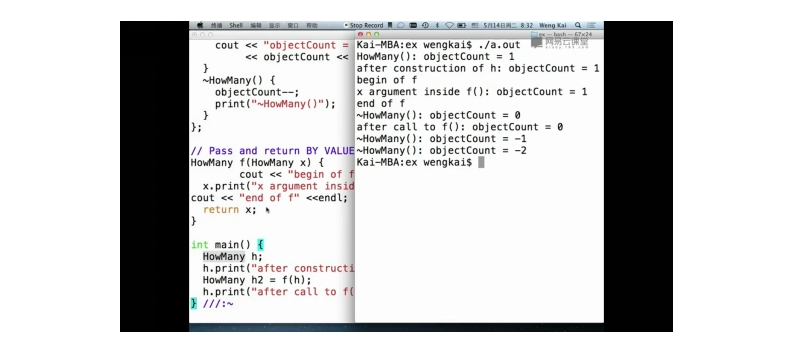 终端 Shell 编辑 显示 窗口 帮助 Stop Record 5月14日周二 8:32 Weng Kai
ex — bash — 67×24
网易云课堂
cout << "objectCount =
<< objectCount <<
}
~HowMany() {
objectCount--;
print("~HowMany()");
}
};
// Pass and return BY VALUE
HowMany f(HowMany x) {
cout << "begin of f
x.print("x argument insid
cout << "end of f" <<endl;
return x;
}
int main() {
HowMany h;
h.print("after constructi
HowMany h2 = f(h);
h.print("after call to f(
} ///:~
Kai-MBA:ex wengkai$ ./a.out
HowMany(): objectCount = 1
after construction of h: objectCount = 1
begin of f
x argument inside f(): objectCount = 1
end of f
~HowMany(): objectCount = 0
after call to f(): objectCount = 0
~HowMany(): objectCount = -1
~HowMany(): objectCount = -2
Kai-MBA:ex wengkai$